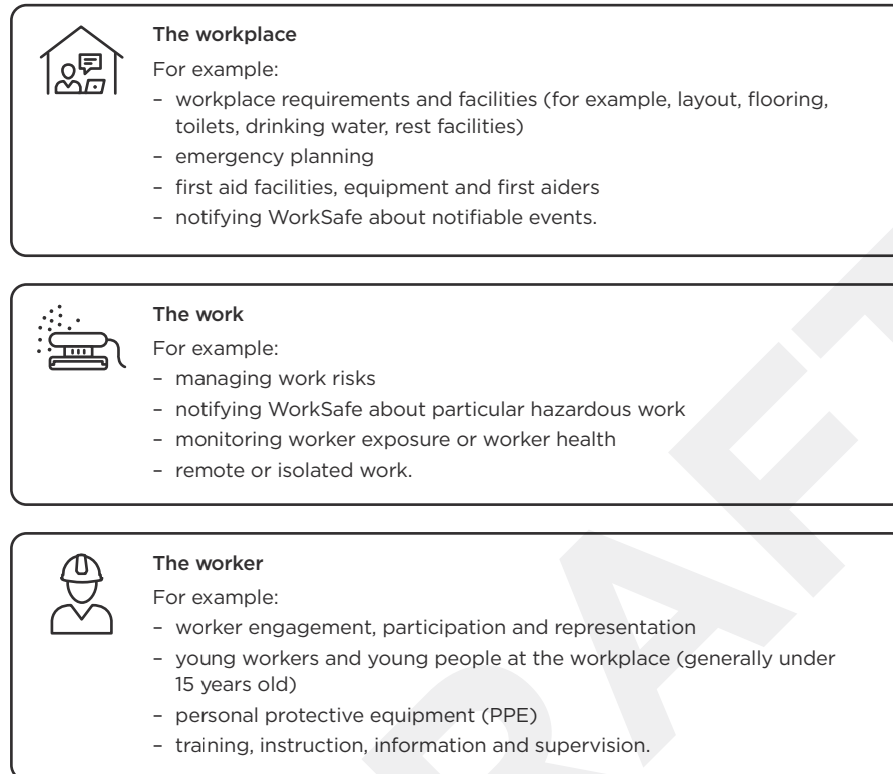 The workplace
For example:
– workplace requirements and facilities (for example, layout, flooring,
toilets, drinking water, rest facilities)
– emergency planning
– first aid facilities, equipment and first aiders
– notifying WorkSafe about notifiable events.
The work
For example:
– managing work risks
– notifying WorkSafe about particular hazardous work
– monitoring worker exposure or worker health
– remote or isolated work.
The worker
For example:
– worker engagement, participation and representation
– young workers and young people at the workplace (generally under
15 years old)
– personal protective equipment (PPE)
– training, instruction, information and supervision.
RAFT